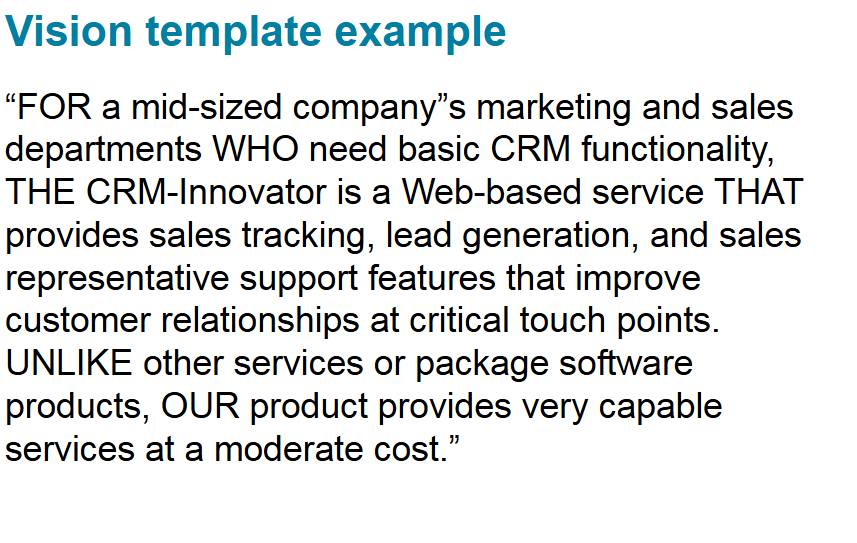 Vision template example
“FOR a mid-sized company”s marketing and sales
departments WHO need basic CRM functionality,
THE CRM-Innovator is a Web-based service THAT
provides sales tracking, lead generation, and sales
representative support features that improve
customer relationships at critical touch points.
UNLIKE other services or package software
products, OUR product provides very capable
services at a moderate cost.”